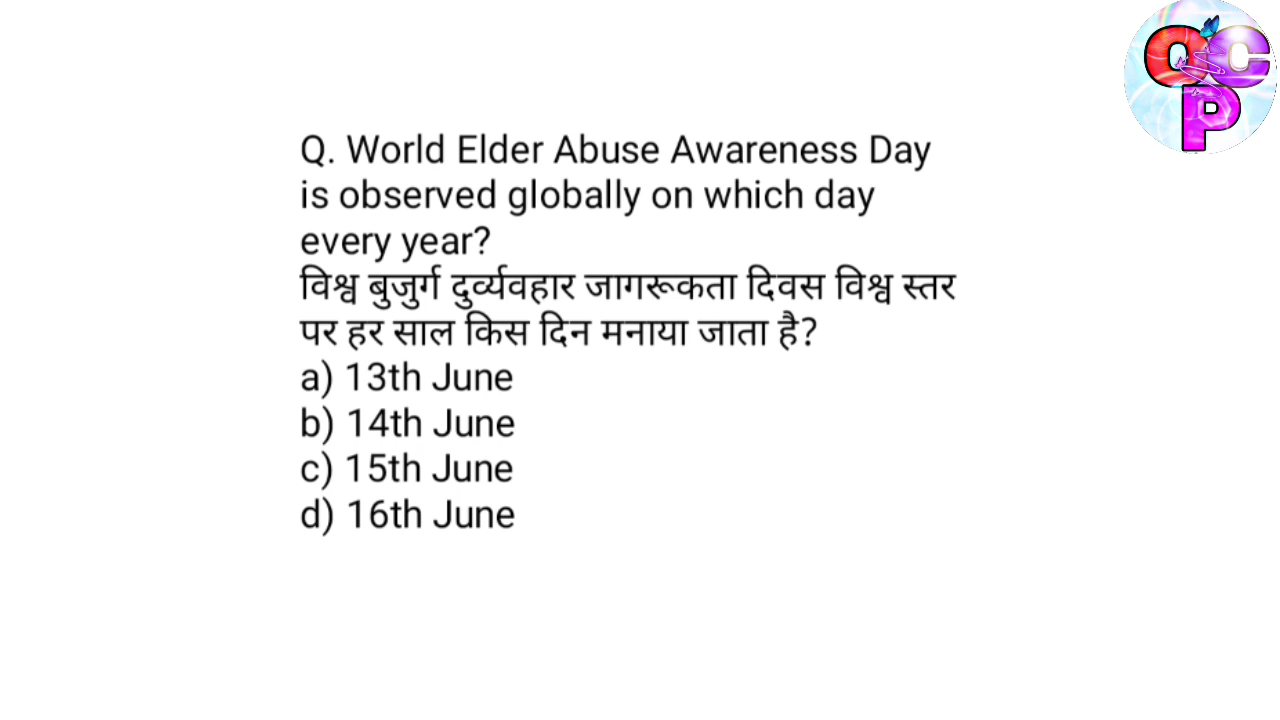 QCP
Q. World Elder Abuse Awareness Day
is observed globally on which day
every year?
विश्व बुजुर्ग दुर्व्यवहार जागरूकता दिवस विश्व स्तर
पर हर साल किस दिन मनाया जाता है?
a) 13th June
b) 14th June
c) 15th June
d) 16th June